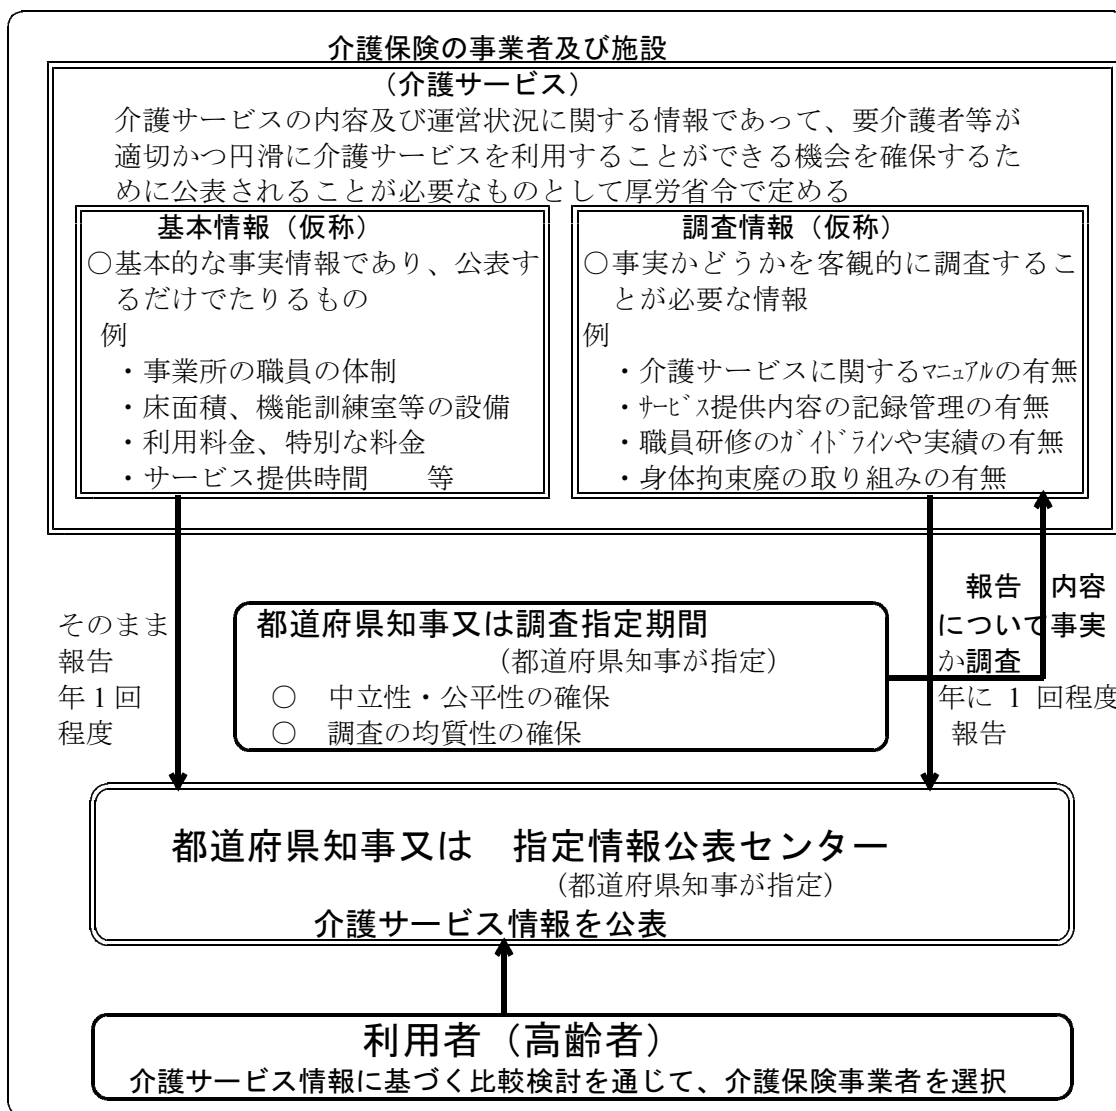 介護保険の事業者及び施設
（介護サービス）
介護サービスの内容及び運営状況に関する情報であって、要介護者等が
適切かつ円滑に介護サービスを利用することができる機会を確保するた
めに公表されることが必要なものとして厚労省令で定める
基本情報（仮称）
○基本的な事実情報であり、公表す
るだけでたりるもの
例
・事業所の職員の体制
・床面積、機能訓練室等の設備
・利用料金、特別な料金
・サービス提供時間　　等
調査情報（仮称）
○事実かどうかを客観的に調査するこ
とが必要な情報
例
・介護サービスに関するﾏﾆｭｱﾙの有無
・ｻｰﾋﾞｽ提供内容の記録管理の有無
・職員研修のｶﾞｲﾄﾞﾗｲﾝや実績の有無
・身体拘束廃の取り組みの有無
そのまま
報告
年1回
程度
都道府県知事又は調査指定期間
（都道府県知事が指定）
○　中立性・公平性の確保
○　調査の均質性の確保
報告　内容
について事実
か調査
年に 1 回程度
報告
都道府県知事又は　指定情報公表センター
（都道府県知事が指定）
介護サービス情報を公表
利用者（高齢者）
介護サービス情報に基づく比較検討を通じて、介護保険事業者を選択